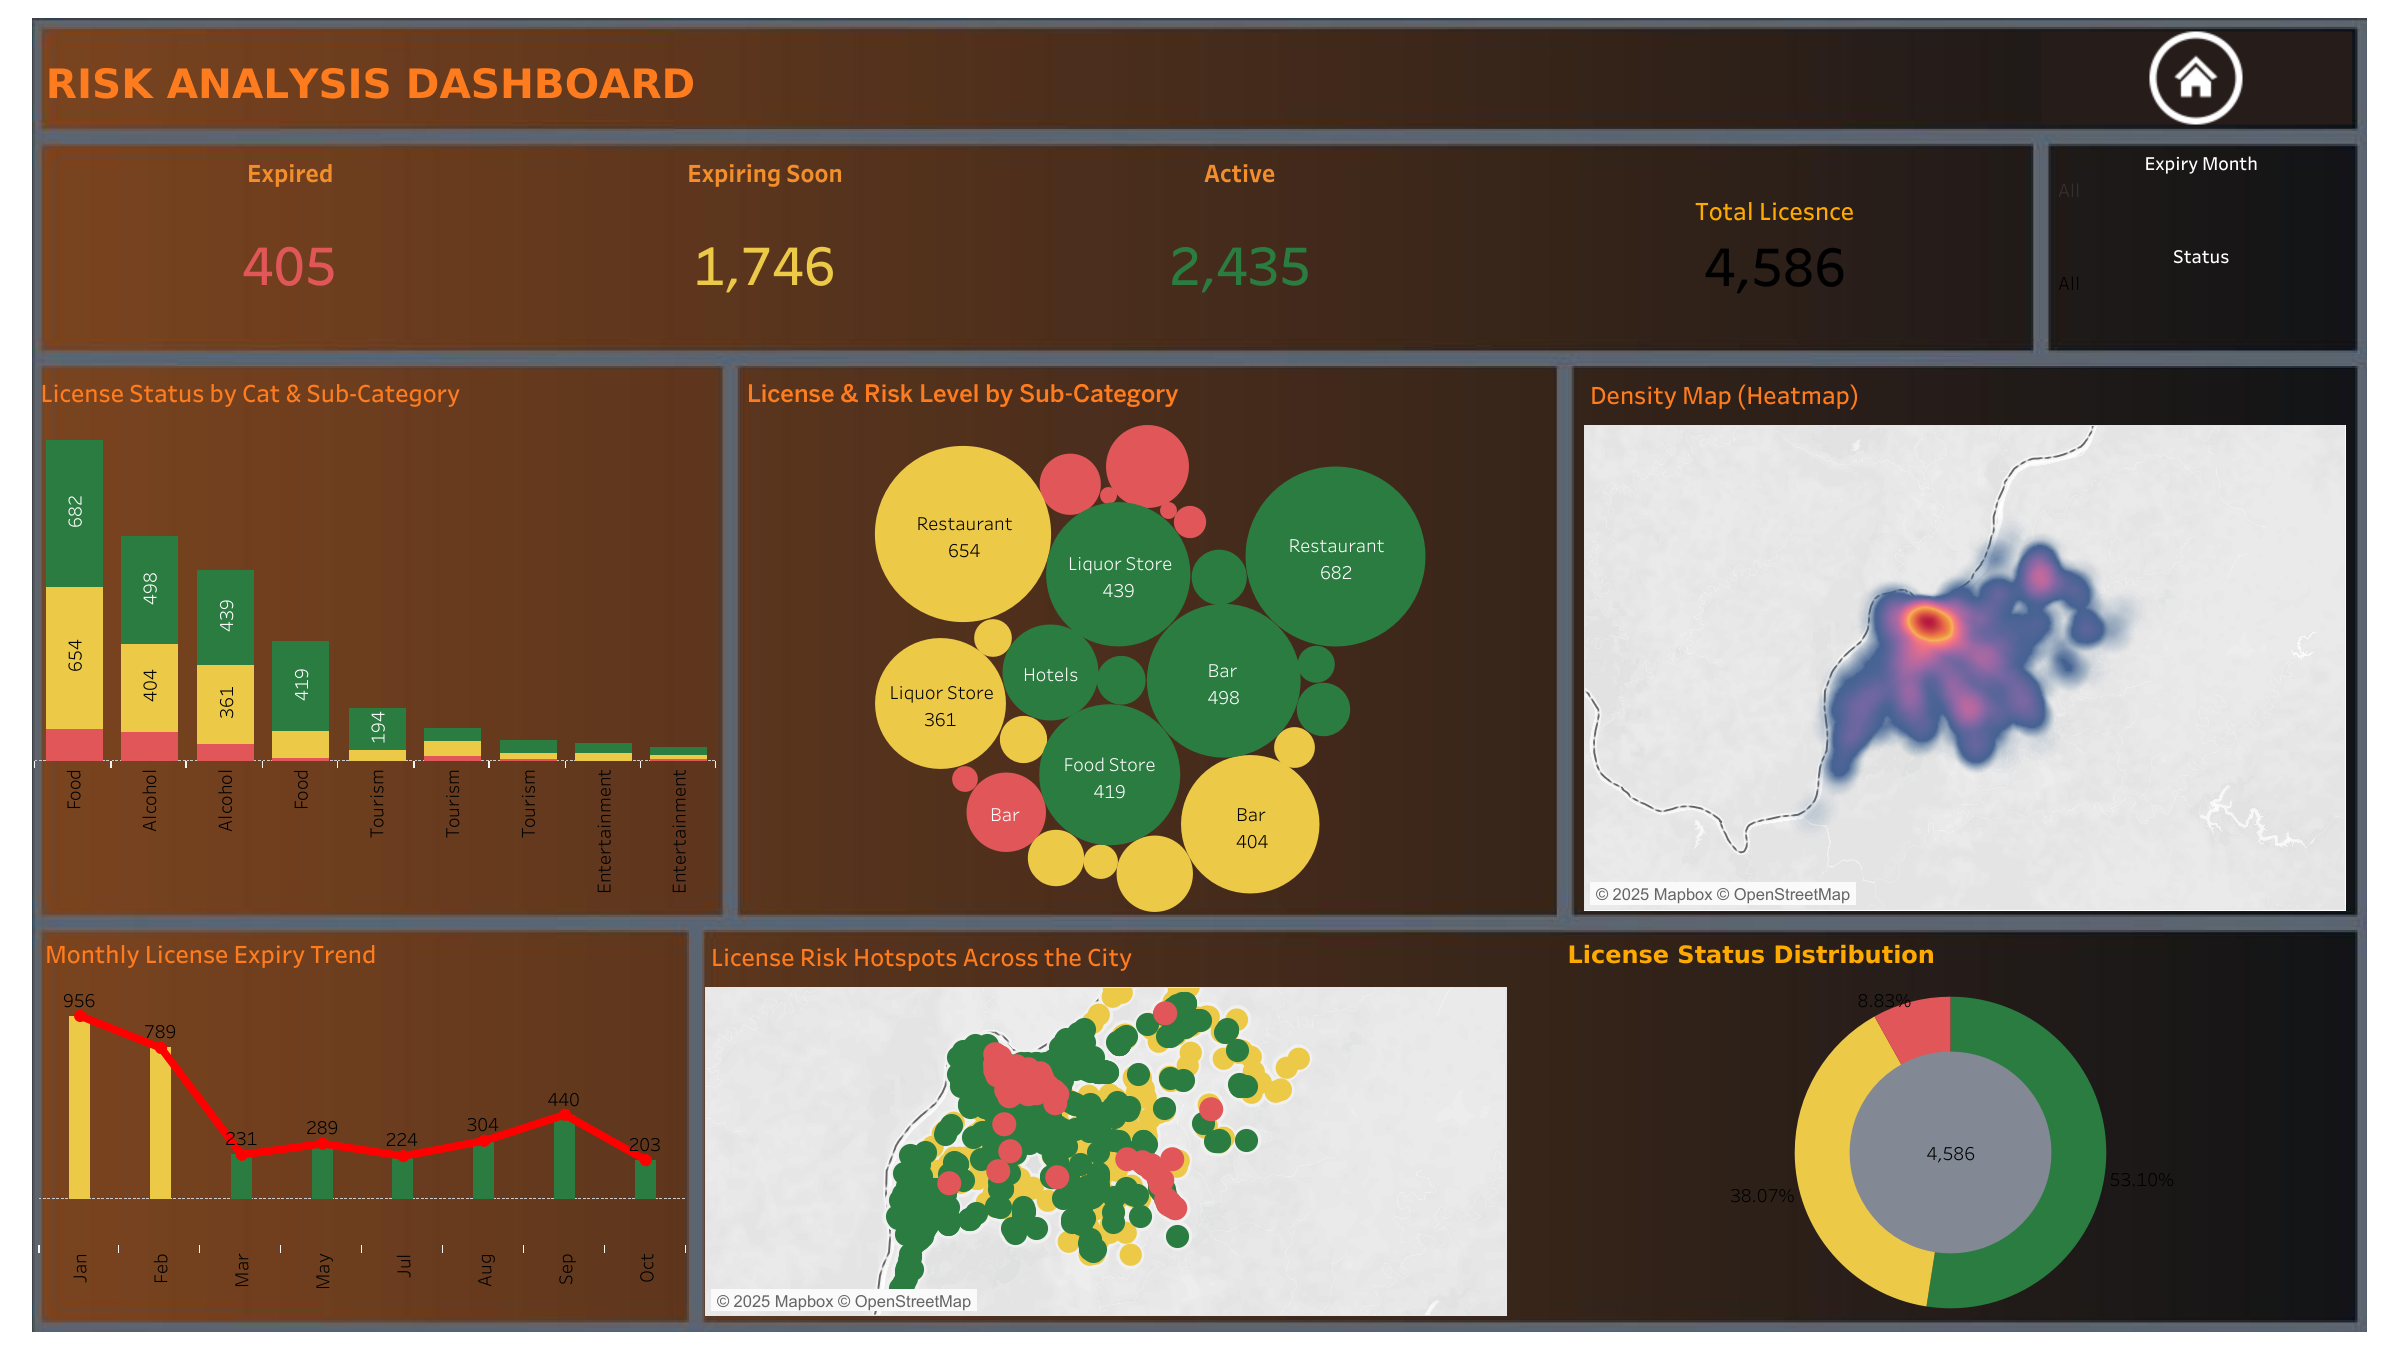 RISK ANALYSIS DASHBOARD
Expired
405
Expiring Soon
1,746
Active
2,435
Total Licesnce
4,586
Expiry Month
All
Status
All
License Status by Cat & Sub-Category
682
654
498
404
439
361
419
194
Food
Alcohol
Alcohol
Food
Tourism
Tourism
Tourism
Entertainment
Entertainment
License & Risk Level by Sub-Category
Restaurant
654
Liquor Store
439
Restaurant
682
Hotels
Liquor Store
361
Bar
498
Food Store
419
Bar
Bar
404
Density Map (Heatmap)
© 2025 Mapbox © OpenStreetMap
Monthly License Expiry Trend
956
789
231
289
224
304
440
203
Jan
Feb
Mar
May
Jul
Aug
Sep
Oct
License Risk Hotspots Across the City
© 2025 Mapbox © OpenStreetMap
License Status Distribution
8.83%
4,586
53.10%
38.07%